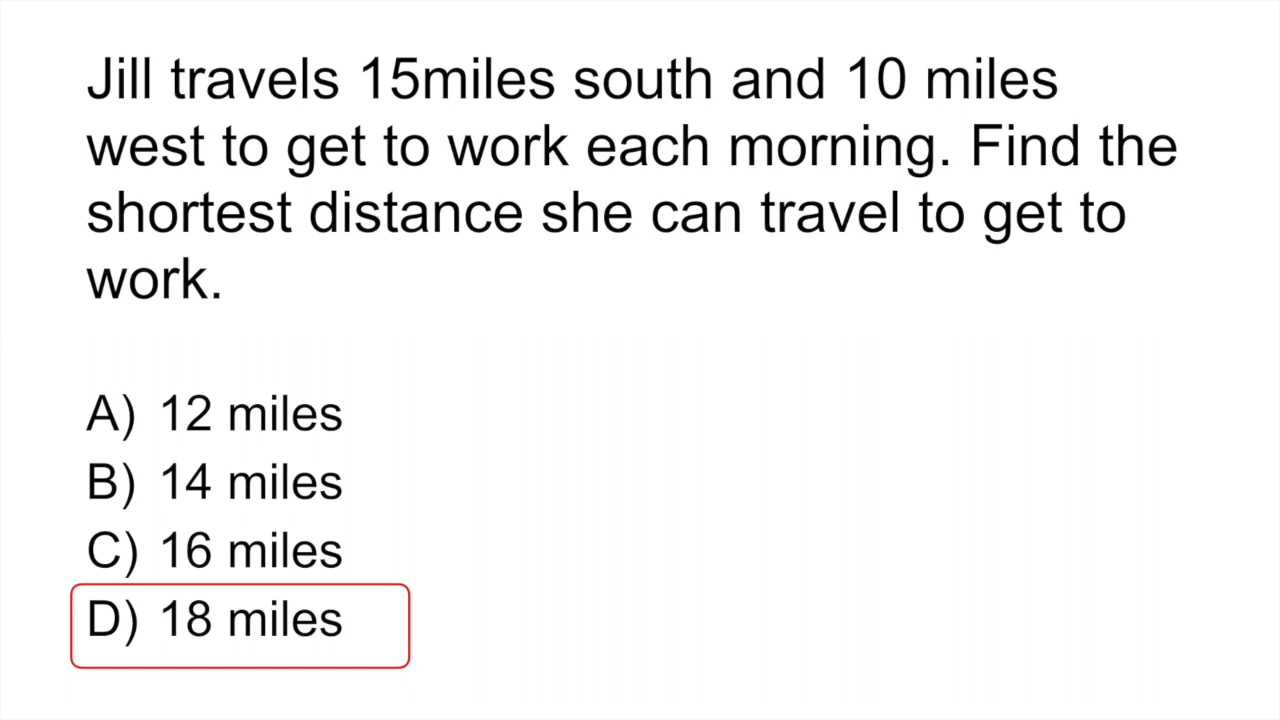 Jill travels 15miles south and 10 miles
west to get to work each morning. Find the
shortest distance she can travel to get to
work.
A) 12 miles
B) 14 miles
C) 16 miles
D) 18 miles